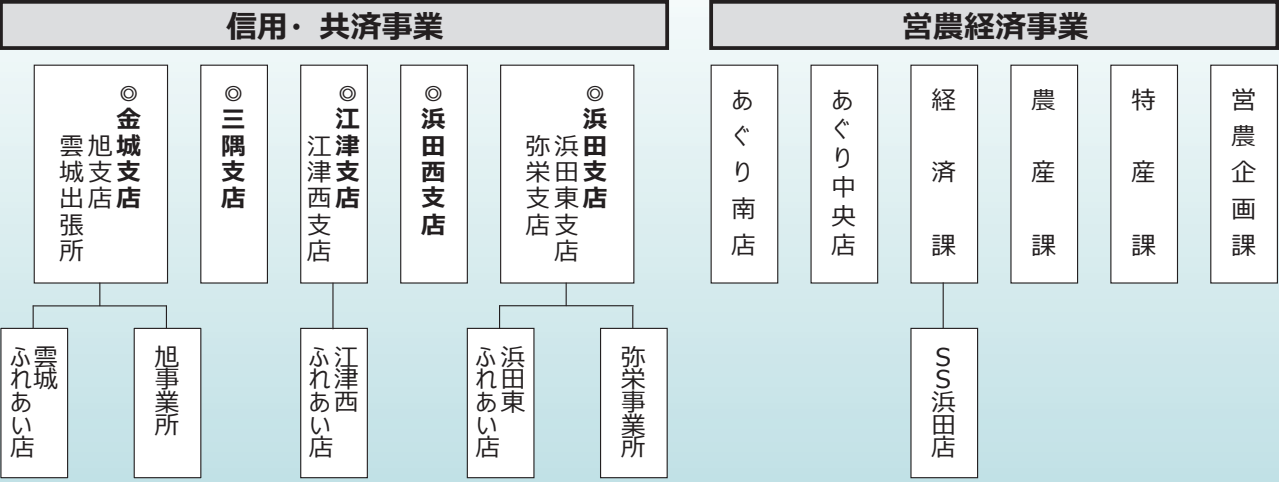 信用・共済事業
◎金城支店
旭支店
雲城出張所
◎三隅支店
◎江津支店
江津西支店
◎浜田西支店
◎浜田支店
浜田東支店
弥栄支店
雲城
ふれあい店
旭事業所
江津西
ふれあい店
浜田東
ふれあい店
弥栄事業所
営農経済事業
あぐり南店
あぐり中央店
経済課
農産課
特産課
営農企画課
SS浜田店